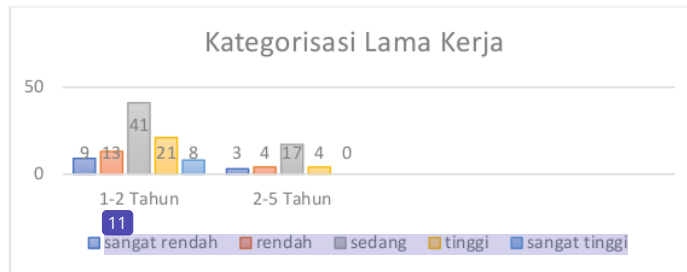 Kategorisasi Lama Kerja
50
41
9 13 21 8 3 4 17 4 0
0
1-2 Tahun 2-5 Tahun
11
sangat rendah rendah sedang tinggi sangat tinggi